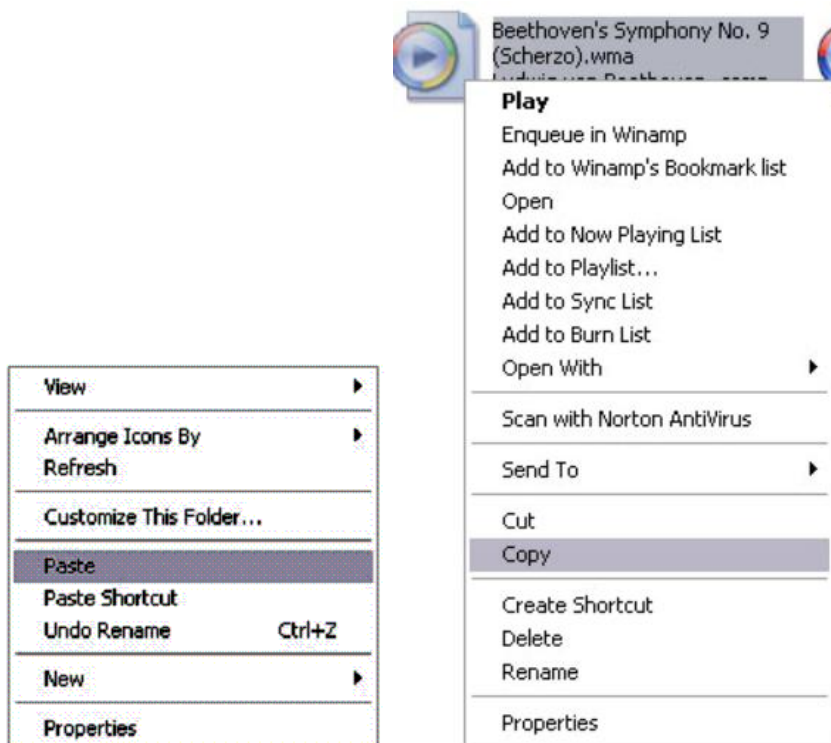 Beethoven's Symphony No. 9
(Scherzo).wma
Play
Enqueue in Winamp
Add to Winamp's Bookmark list
Open
Add to Now Playing List
Add to Playlist...
Add to Sync List
Add to Burn List
Open With
Scan with Norton AntiVirus
Send To
Cut
Copy
Create Shortcut
Delete
Rename
Properties
View
Arrange Icons By
Refresh
Customize This Folder...
Paste
Paste Shortcut
Undo Rename Ctrl+Z
New
Properties